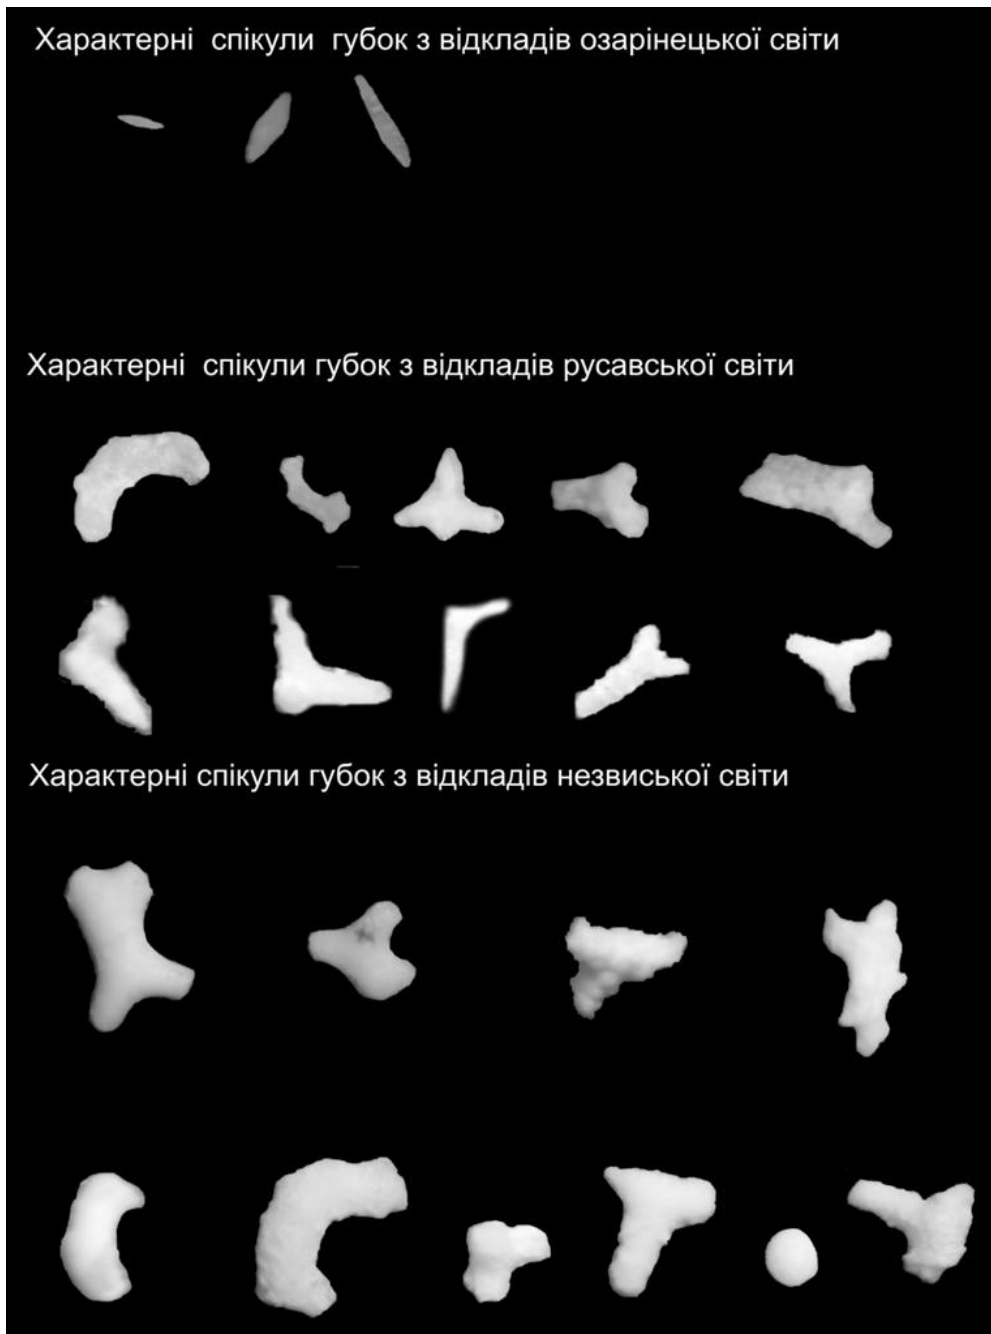 Характерні спікули губок з відкладів озарінецької світи
Характерні спікули губок з відкладів русавської світи
Характерні спікули губок з відкладів незвиської світи